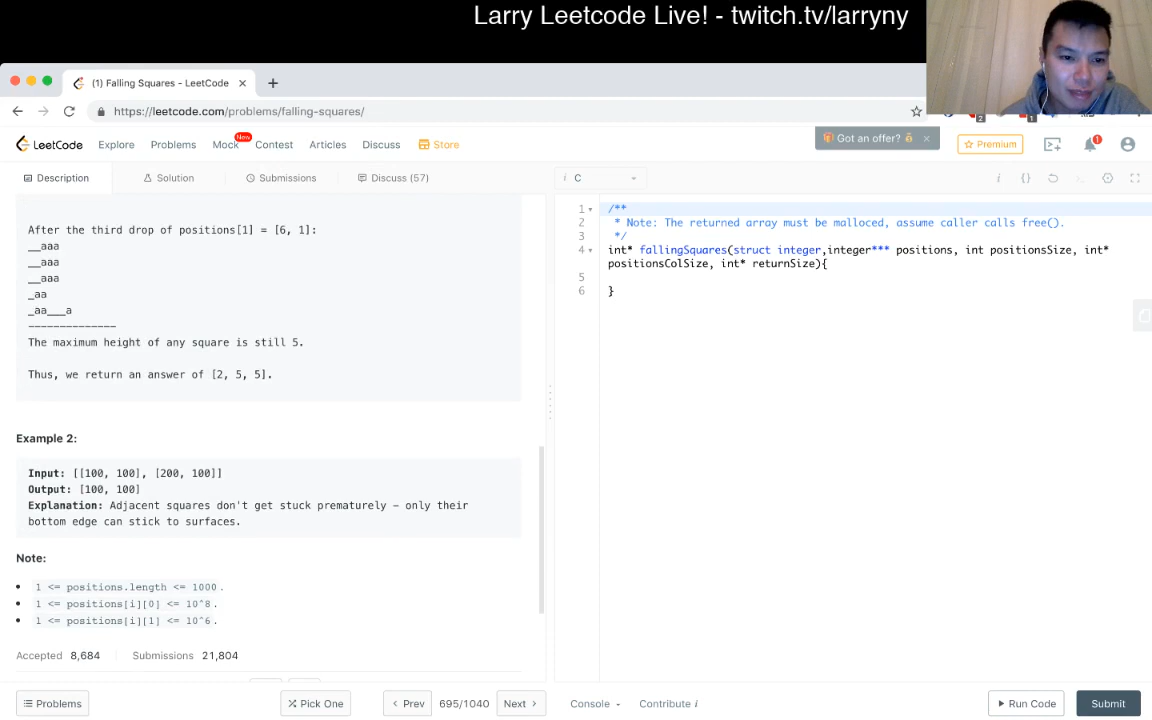 Larry Leetcode Live! - twitch.tv/larryny
(1) Falling Squares - LeetCode
https://leetcode.com/problems/falling-squares/
2
1
LeetCode
Explore
Problems
Mock
New
Contest
Articles
Discuss
Store
Got an offer?
Premium
1
Description
Solution
Submissions
Discuss (57)
i C
After the third drop of positions[1] = [6, 1]:
__aaa
__aaa
__aaa
_aa
_aa___a
--------------
The maximum height of any square is still 5.
Thus, we return an answer of [2, 5, 5].
Example 2:
Input: [[100, 100], [200, 100]]
Output: [100, 100]
Explanation: Adjacent squares don't get stuck prematurely - only their
bottom edge can stick to surfaces.
Note:
1 <= positions.length <= 1000.
1 <= positions[i][0] <= 10^8.
1 <= positions[i][1] <= 10^6.
Accepted 8,684 Submissions 21,804
1 /**
2 * Note: The returned array must be malloced, assume caller calls free().
3 */
4 int* fallingSquares(struct integer,integer*** positions, int positionsSize, int*
positionsColSize, int* returnSize){
5
6 }
Problems
Pick One
< Prev
695/1040
Next >
Console
Contribute i
Run Code
Submit